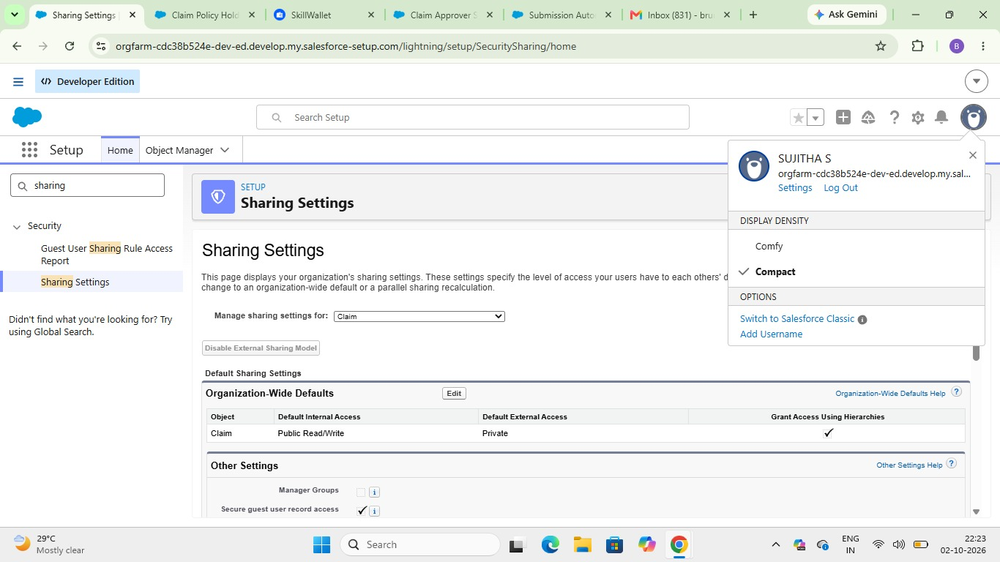 Sharing Settings
Claim Policy Hold
SkillWallet
Claim Approver S
Submission Auto
Inbox (831) - bru
Ask Gemini
orgfarm-cdc38b524e-dev-ed.develop.my.salesforce-setup.com/lightning/setup/SecuritySharing/home
B
</> Developer Edition
Search Setup
Setup
Home
Object Manager
sharing
Security
Guest User Sharing Rule Access
Report
Sharing Settings
Didn't find what you're looking for? Try
using Global Search.
SETUP
Sharing Settings
Sharing Settings
This page displays your organization's sharing settings. These settings specify the level of access your users have to each others' d
change to an organization-wide default or a parallel sharing recalculation.
Manage sharing settings for: Claim
Disable External Sharing Model
Default Sharing Settings
Organization-Wide Defaults Edit Organization-Wide Defaults Help ?
Object Default Internal Access Default External Access Grant Access Using Hierarchies
Claim Public Read/Write Private
Other Settings Other Settings Help ?
Manager Groups i
Secure guest user record access i
SUJITHA S
orgfarm-cdc38b524e-dev-ed.develop.my.sal...
Settings Log Out
DISPLAY DENSITY
Comfy
Compact
OPTIONS
Switch to Salesforce Classic i
Add Username
29°C
Mostly clear
Search
ENG
IN
22:23
02-10-2026